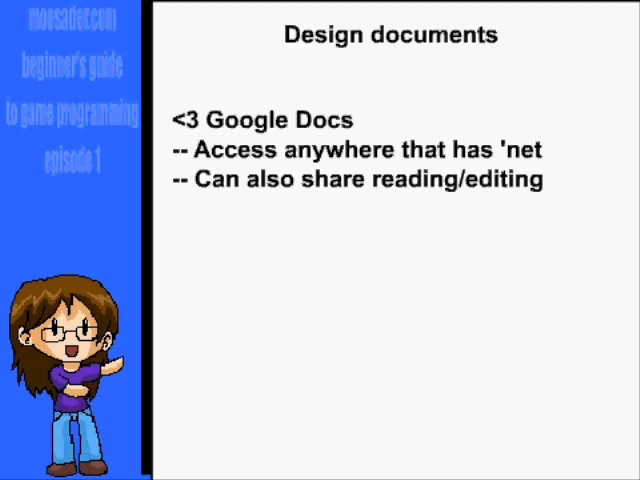 moosader.com
beginner's guide
to game programming
episode 1
Design documents
<3 Google Docs
-- Access anywhere that has 'net
-- Can also share reading/editing